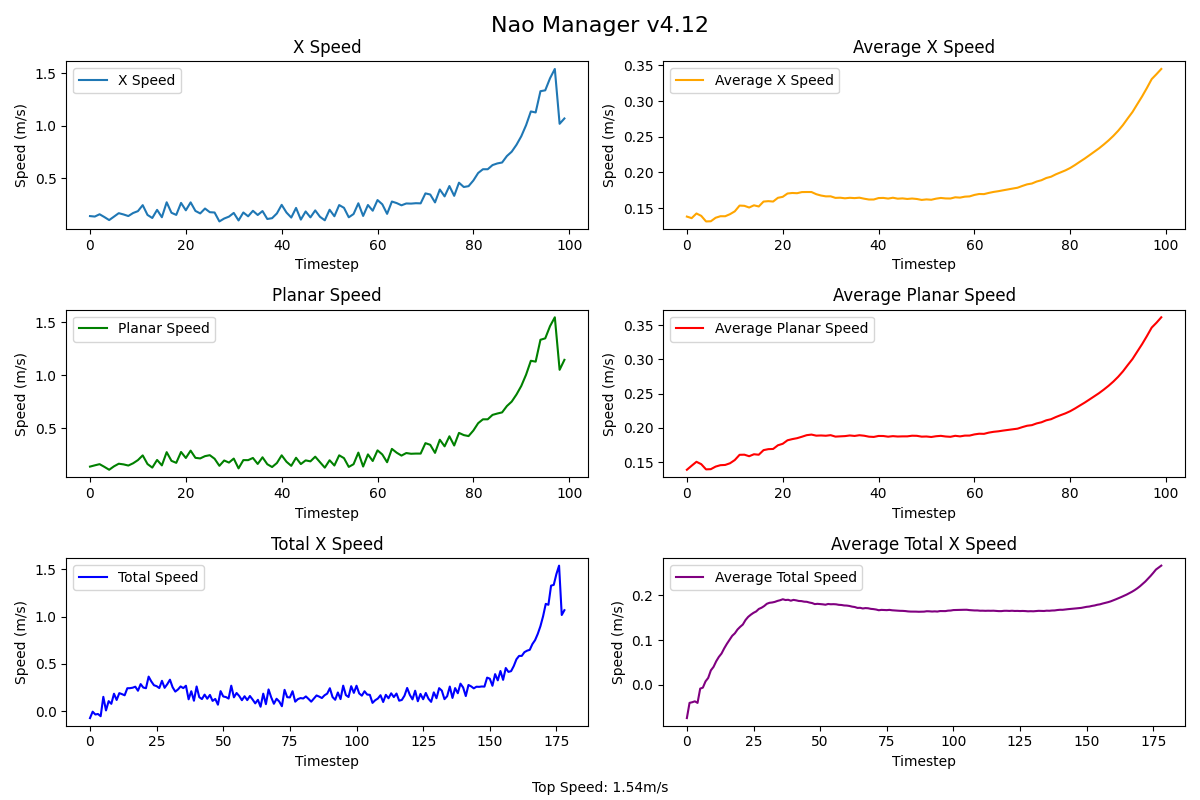 Nao Manager v4.12
X Speed
Average X Speed
Speed (m/s)
1.5
1.0
0.5
X Speed
0 20 40 60 80 100
Timestep
Speed (m/s)
0.35
0.30
0.25
0.20
0.15
Average X Speed
0 20 40 60 80 100
Timestep
Planar Speed
Average Planar Speed
Speed (m/s)
1.5
1.0
0.5
Planar Speed
0 20 40 60 80 100
Timestep
Speed (m/s)
0.35
0.30
0.25
0.20
0.15
Average Planar Speed
0 20 40 60 80 100
Timestep
Total X Speed
Average Total X Speed
Speed (m/s)
1.5
1.0
0.5
0.0
Total Speed
0 25 50 75 100 125 150 175
Timestep
Speed (m/s)
0.2
0.1
0.0
Average Total Speed
0 25 50 75 100 125 150 175
Timestep
Top Speed: 1.54m/s